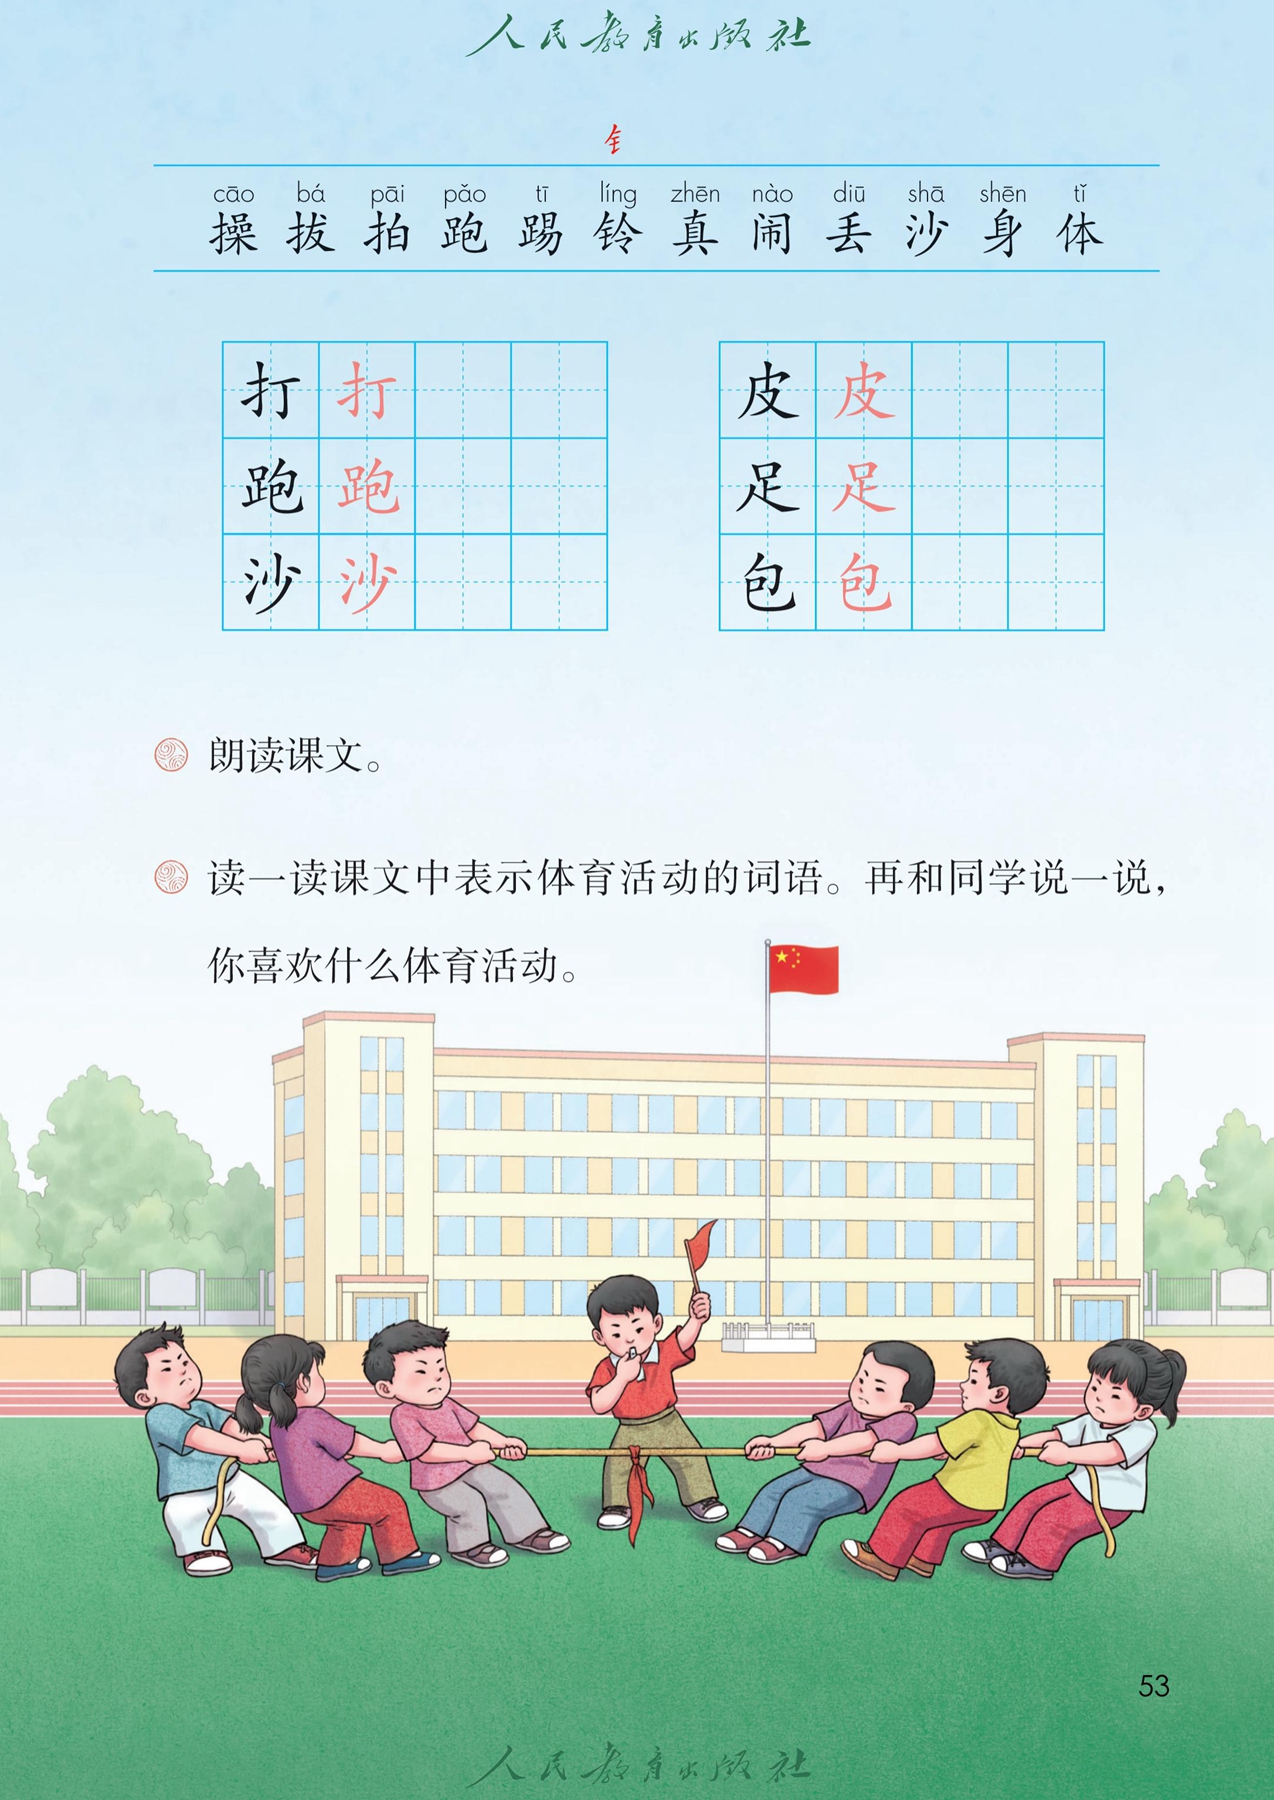 人民教育出版社
钅
cāo bá pāi pǎo tī líng zhēn nào diū shā shēn tǐ
操 拔 拍 跑 踢 铃 真 闹 丢 沙 身 体
打 打 皮 皮
跑 跑 足 足
沙 沙 包 包
朗读课文。
读一读课文中表示体育活动的词语。再和同学说一说，
你喜欢什么体育活动。
53
人民教育出版社